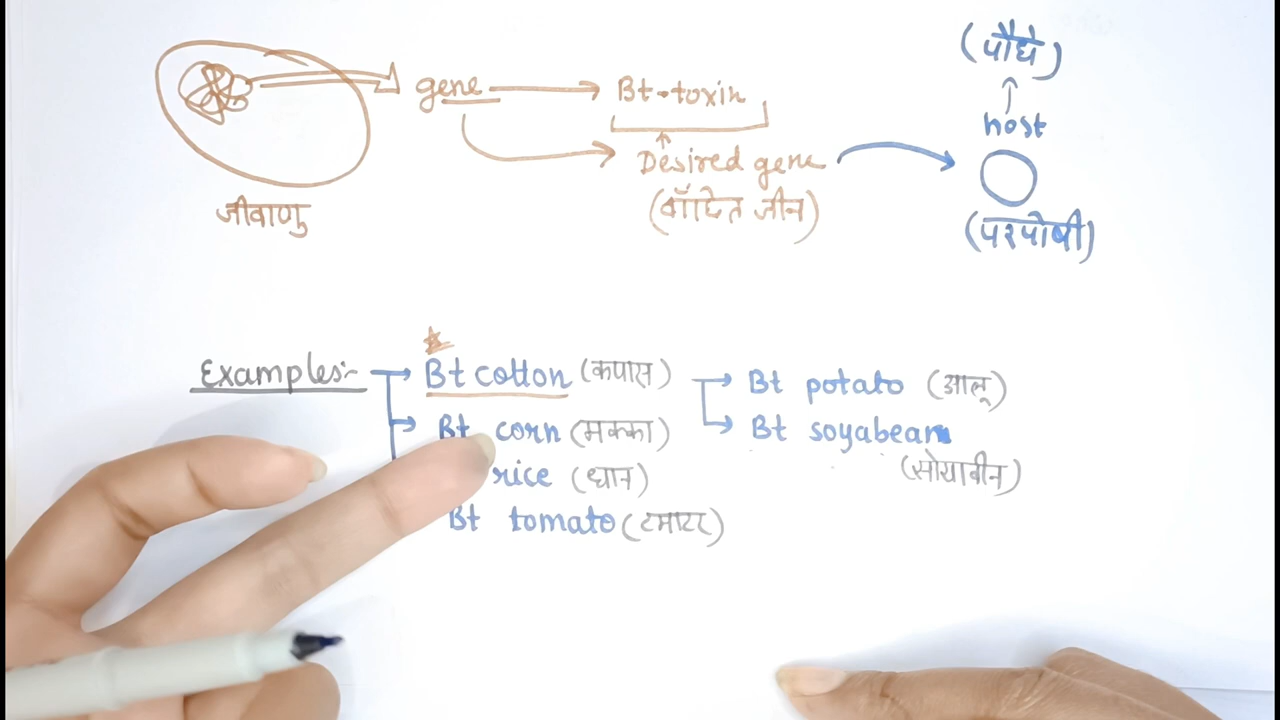 (पौधे)
gene
Bt-toxin
host
Desired gene
(वाँछित जीन)
जीवाणु
(परपोषी)
Examples:-
Bt cotton (कपास)
Bt potato (आलू)
Bt corn (मक्का)
Bt soyabean
rice (धान)
(सोयाबीन)
Bt tomato (टमाटर)